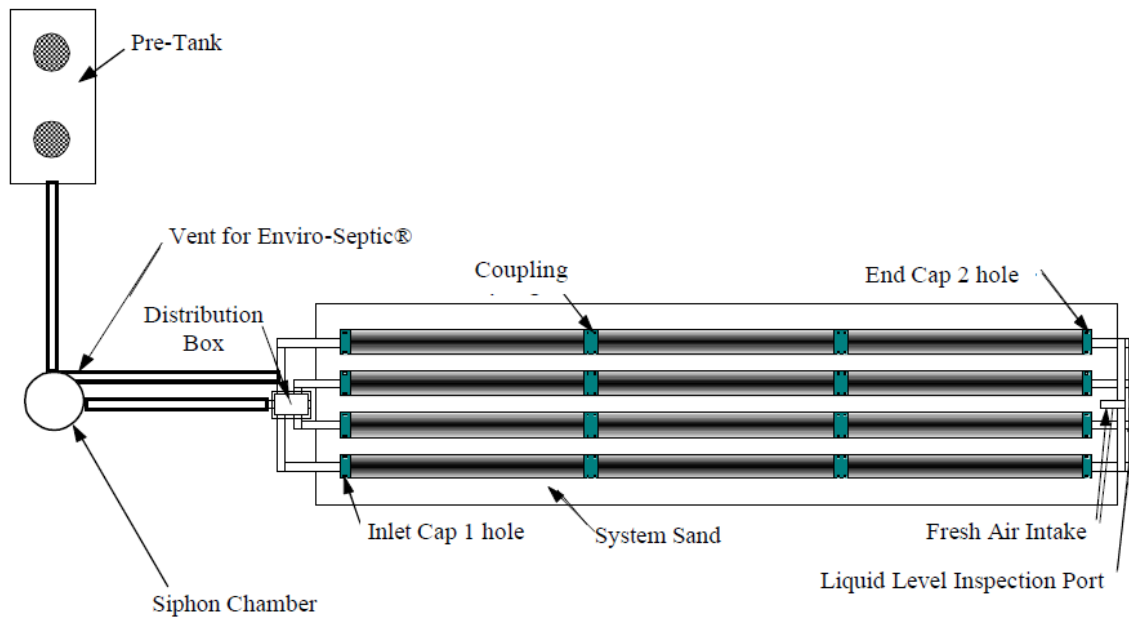 Pre-Tank
Vent for Enviro-Septic®
Coupling
End Cap 2 hole
Distribution
Box
Inlet Cap 1 hole
System Sand
Fresh Air Intake
Liquid Level Inspection Port
Siphon Chamber